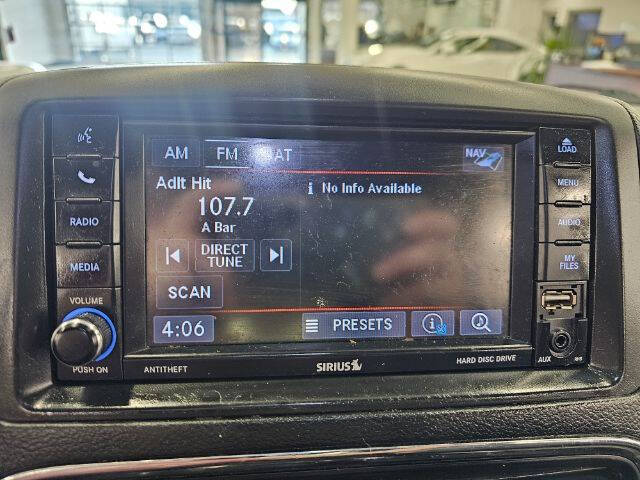 AM FM SAT
NAV
LOAD
MENU
AUDIO
MY
FILES
RADIO
MEDIA
VOLUME
PUSH ON
Adlt Hit
107.7
A Bar
i No Info Available
DIRECT
TUNE
SCAN
4:06
PRESETS
ANTITHEFT
SIRIUS
HARD DISC DRIVE
AUX